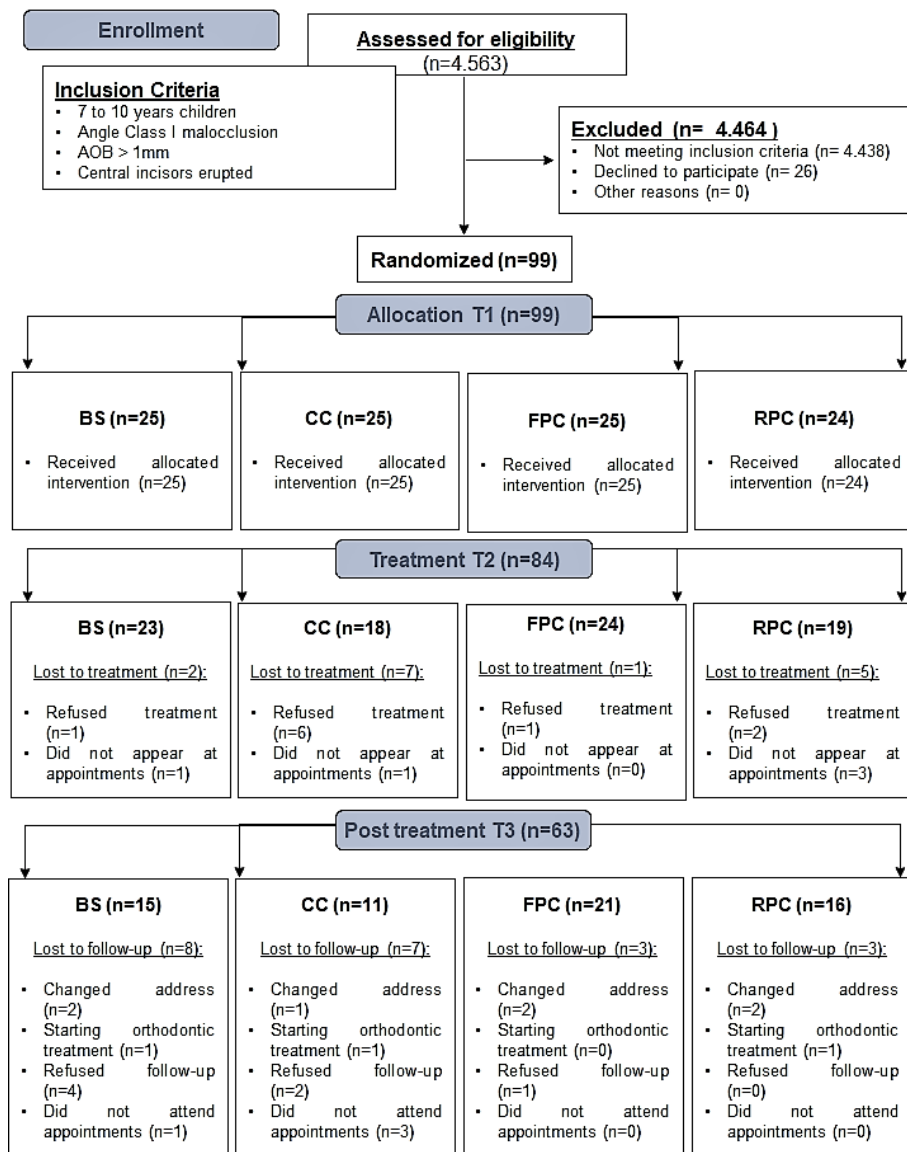 Enrollment
Assessed for eligibility
(n=4.563)
Inclusion Criteria
▪ 7 to 10 years children
▪ Angle Class I malocclusion
▪ AOB > 1mm
▪ Central incisors erupted
Excluded (n= 4.464 )
▪ Not meeting inclusion criteria (n= 4.438)
▪ Declined to participate (n= 26)
▪ Other reasons (n= 0)
Randomized (n=99)
Allocation T1 (n=99)
BS (n=25)
▪ Received allocated
intervention (n=25)
CC (n=25)
▪ Received allocated
intervention (n=25)
FPC (n=25)
▪ Received allocated
intervention (n=25)
RPC (n=24)
▪ Received allocated
intervention (n=24)
Treatment T2 (n=84)
BS (n=23)
Lost to treatment (n=2):
▪ Refused treatment
(n=1)
▪ Did not appear at
appointments (n=1)
CC (n=18)
Lost to treatment (n=7):
▪ Refused treatment
(n=6)
▪ Did not appear at
appointments (n=1)
FPC (n=24)
Lost to treatment (n=1):
▪ Refused treatment
(n=1)
▪ Did not appear at
appointments (n=0)
RPC (n=19)
Lost to treatment (n=5):
▪ Refused treatment
(n=2)
▪ Did not appear at
appointments (n=3)
Post treatment T3 (n=63)
BS (n=15)
Lost to follow-up (n=8):
▪ Changed address
(n=2)
▪ Starting orthodontic
treatment (n=1)
▪ Refused follow-up
(n=4)
▪ Did not attend
appointments (n=1)
CC (n=11)
Lost to follow-up (n=7):
▪ Changed address
(n=1)
▪ Starting orthodontic
treatment (n=1)
▪ Refused follow-up
(n=2)
▪ Did not attend
appointments (n=3)
FPC (n=21)
Lost to follow-up (n=3):
▪ Changed address
(n=2)
▪ Starting orthodontic
treatment (n=0)
▪ Refused follow-up
(n=1)
▪ Did not attend
appointments (n=0)
RPC (n=16)
Lost to follow-up (n=3):
▪ Changed address
(n=2)
▪ Starting orthodontic
treatment (n=1)
▪ Refused follow-up
(n=0)
▪ Did not attend
appointments (n=0)